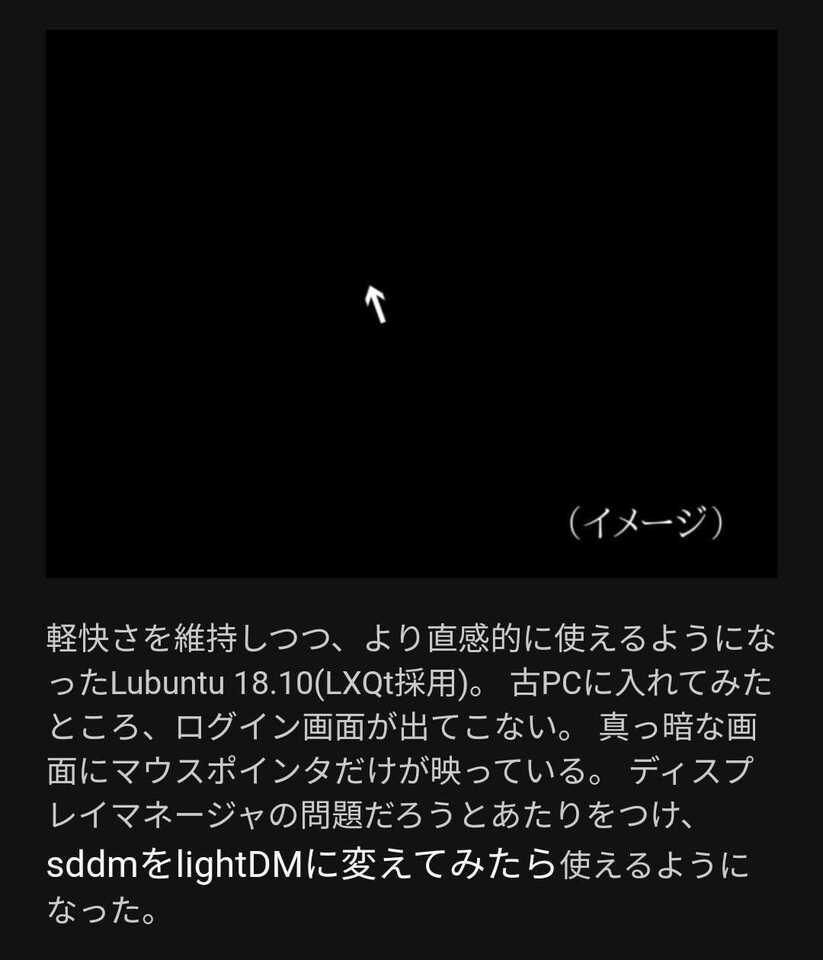 （イメージ）
軽快さを維持しつつ、より直感的に使えるようにな
ったLubuntu 18.10(LXQt採用)。 古PCに入れてみた
ところ、ログイン画面が出てこない。 真っ暗な画
面にマウスポインタだけが映っている。 ディスプ
レイマネージャの問題だろうとあたりをつけ、
sddmをlightDMに変えてみたら使えるように
なった。